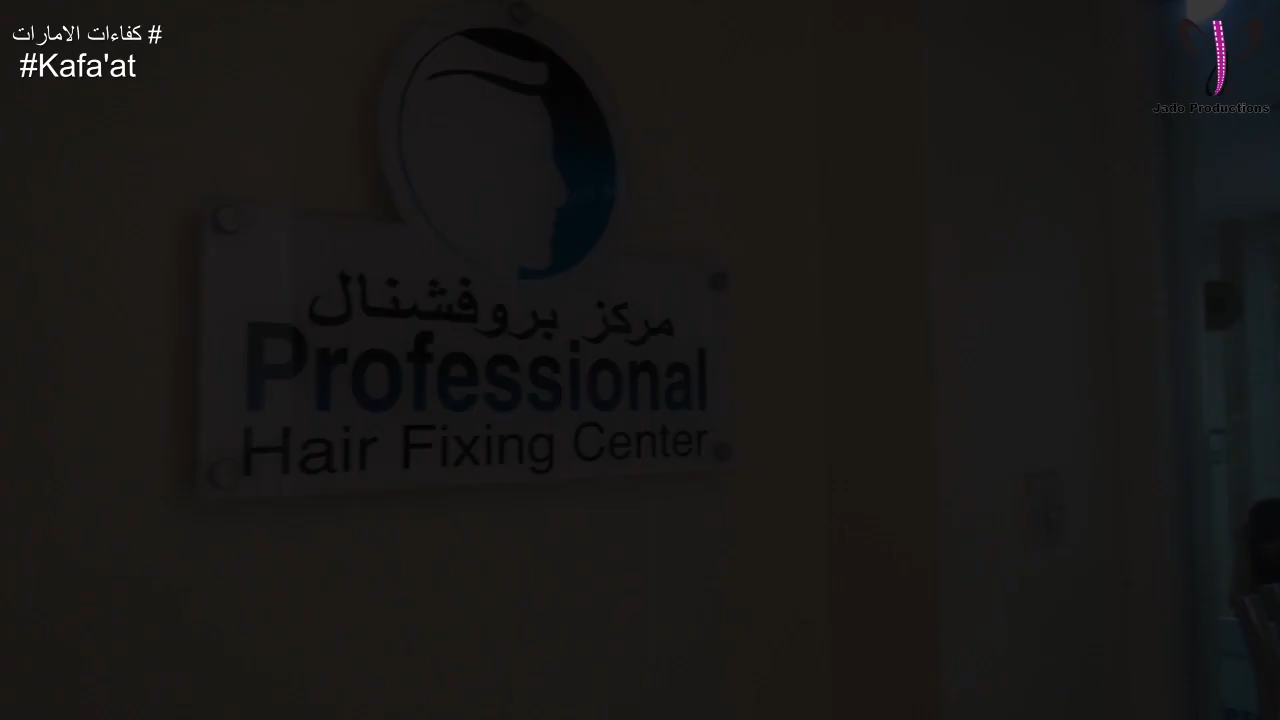 # كفاءات الامارات
#Kafa'at
Jado Productions
مركز بروفشنال
Professional
Hair Fixing Center